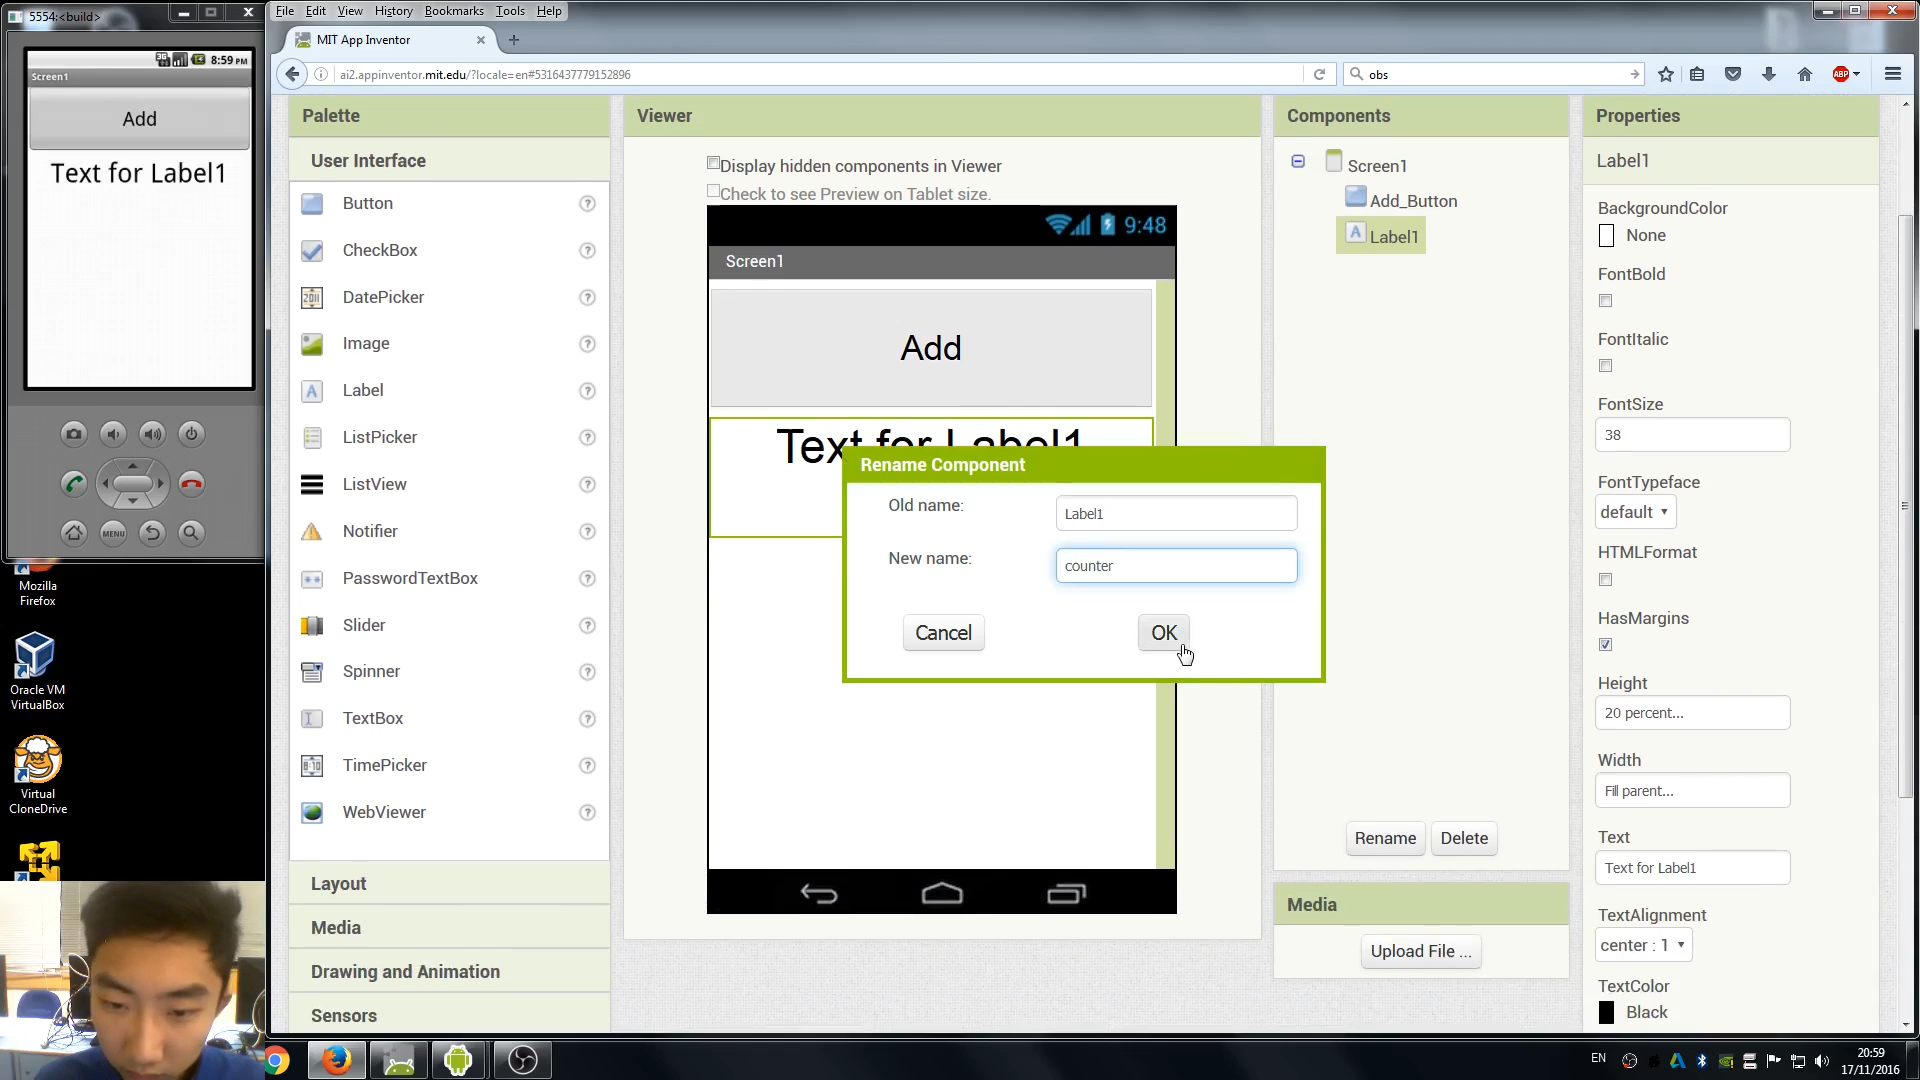 5554:<build>
8:59 PM
Screen1
Add
Text for Label1
MENU
Mozilla
Firefox
Oracle VM
VirtualBox
Virtual
CloneDrive
File Edit View History Bookmarks Tools Help
MIT App Inventor
ai2.appinventor.mit.edu/?locale=en#5316437779152896
obs
ABP
Palette
User Interface
Button
CheckBox
DatePicker
Image
Label
ListPicker
ListView
Notifier
PasswordTextBox
Slider
Spinner
TextBox
TimePicker
WebViewer
Layout
Media
Drawing and Animation
Sensors
Viewer
Display hidden components in Viewer
Check to see Preview on Tablet size.
9:48
Screen1
Add
Text for Label1
Rename Component
Old name: Label1
New name: counter
Cancel OK
Components
Screen1
Add_Button
Label1
Rename Delete
Media
Upload File ...
Properties
Label1
BackgroundColor
None
FontBold
FontItalic
FontSize
38
FontTypeface
default
HTMLFormat
HasMargins
Height
20 percent...
Width
Fill parent...
Text
Text for Label1
TextAlignment
center : 1
TextColor
Black
EN
20:59
17/11/2016